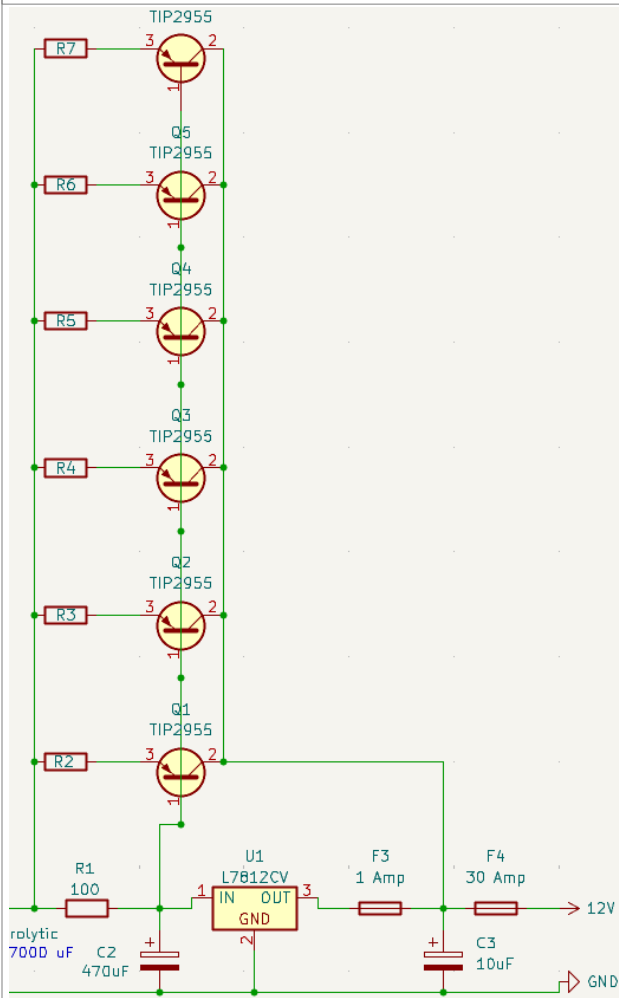 TIP2955
R7
3
2
1
Q5
TIP2955
R6
3
2
1
Q4
TIP2955
R5
3
2
1
Q3
TIP2955
R4
3
2
1
Q2
TIP2955
R3
3
2
1
Q1
TIP2955
R2
3
2
1
R1
100
U1
L7812CV
1
IN
OUT
3
GND
2
F3
1 Amp
F4
30 Amp
12V
rolytic
7000 uF
C2
470uF
+
C3
10uF
+
GND